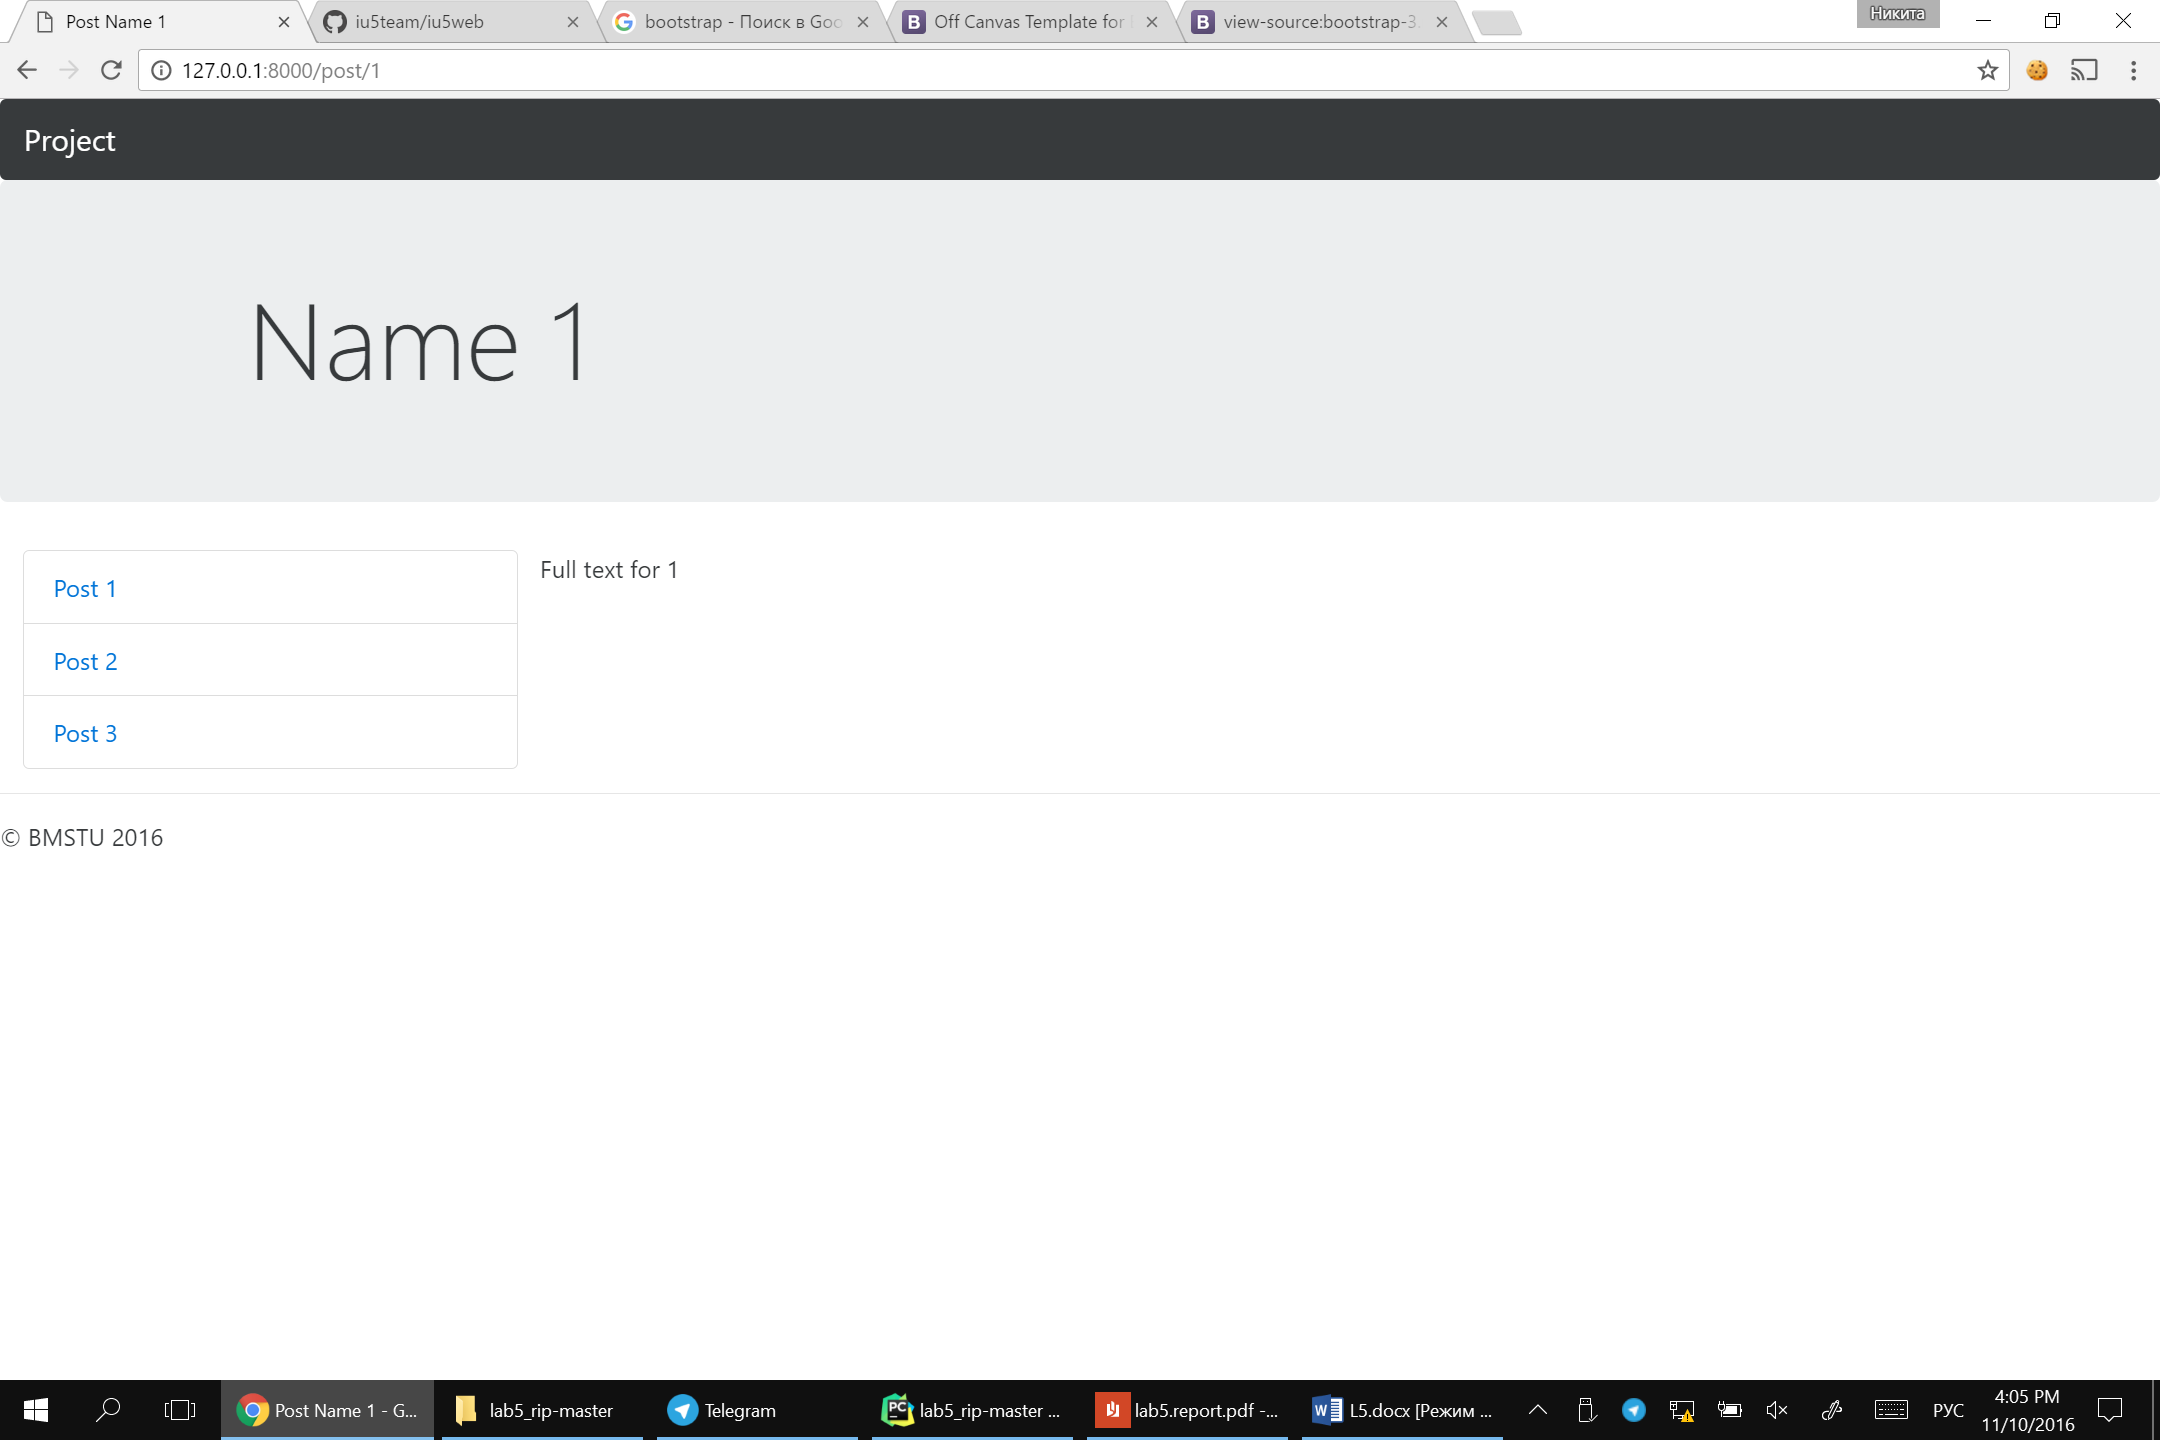 Post Name 1
iu5team/iu5web
bootstrap - Поиск в Goo
Off Canvas Template for
view-source:bootstrap-3.
Никита
127.0.0.1:8000/post/1
Project
Name 1
Post 1
Full text for 1
Post 2
Post 3
© BMSTU 2016
Post Name 1 - G...
lab5_rip-master
Telegram
lab5_rip-master ...
lab5.report.pdf -...
L5.docx [Режим ...
РУС
4:05 PM
11/10/2016